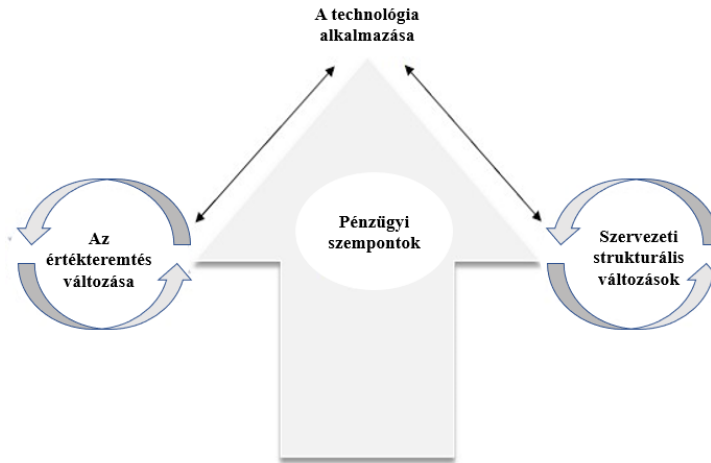 A technológia
alkalmazása
Az
értékteremtés
változása
Pénzügyi
szempontok
Szervezeti
strukturális
változások